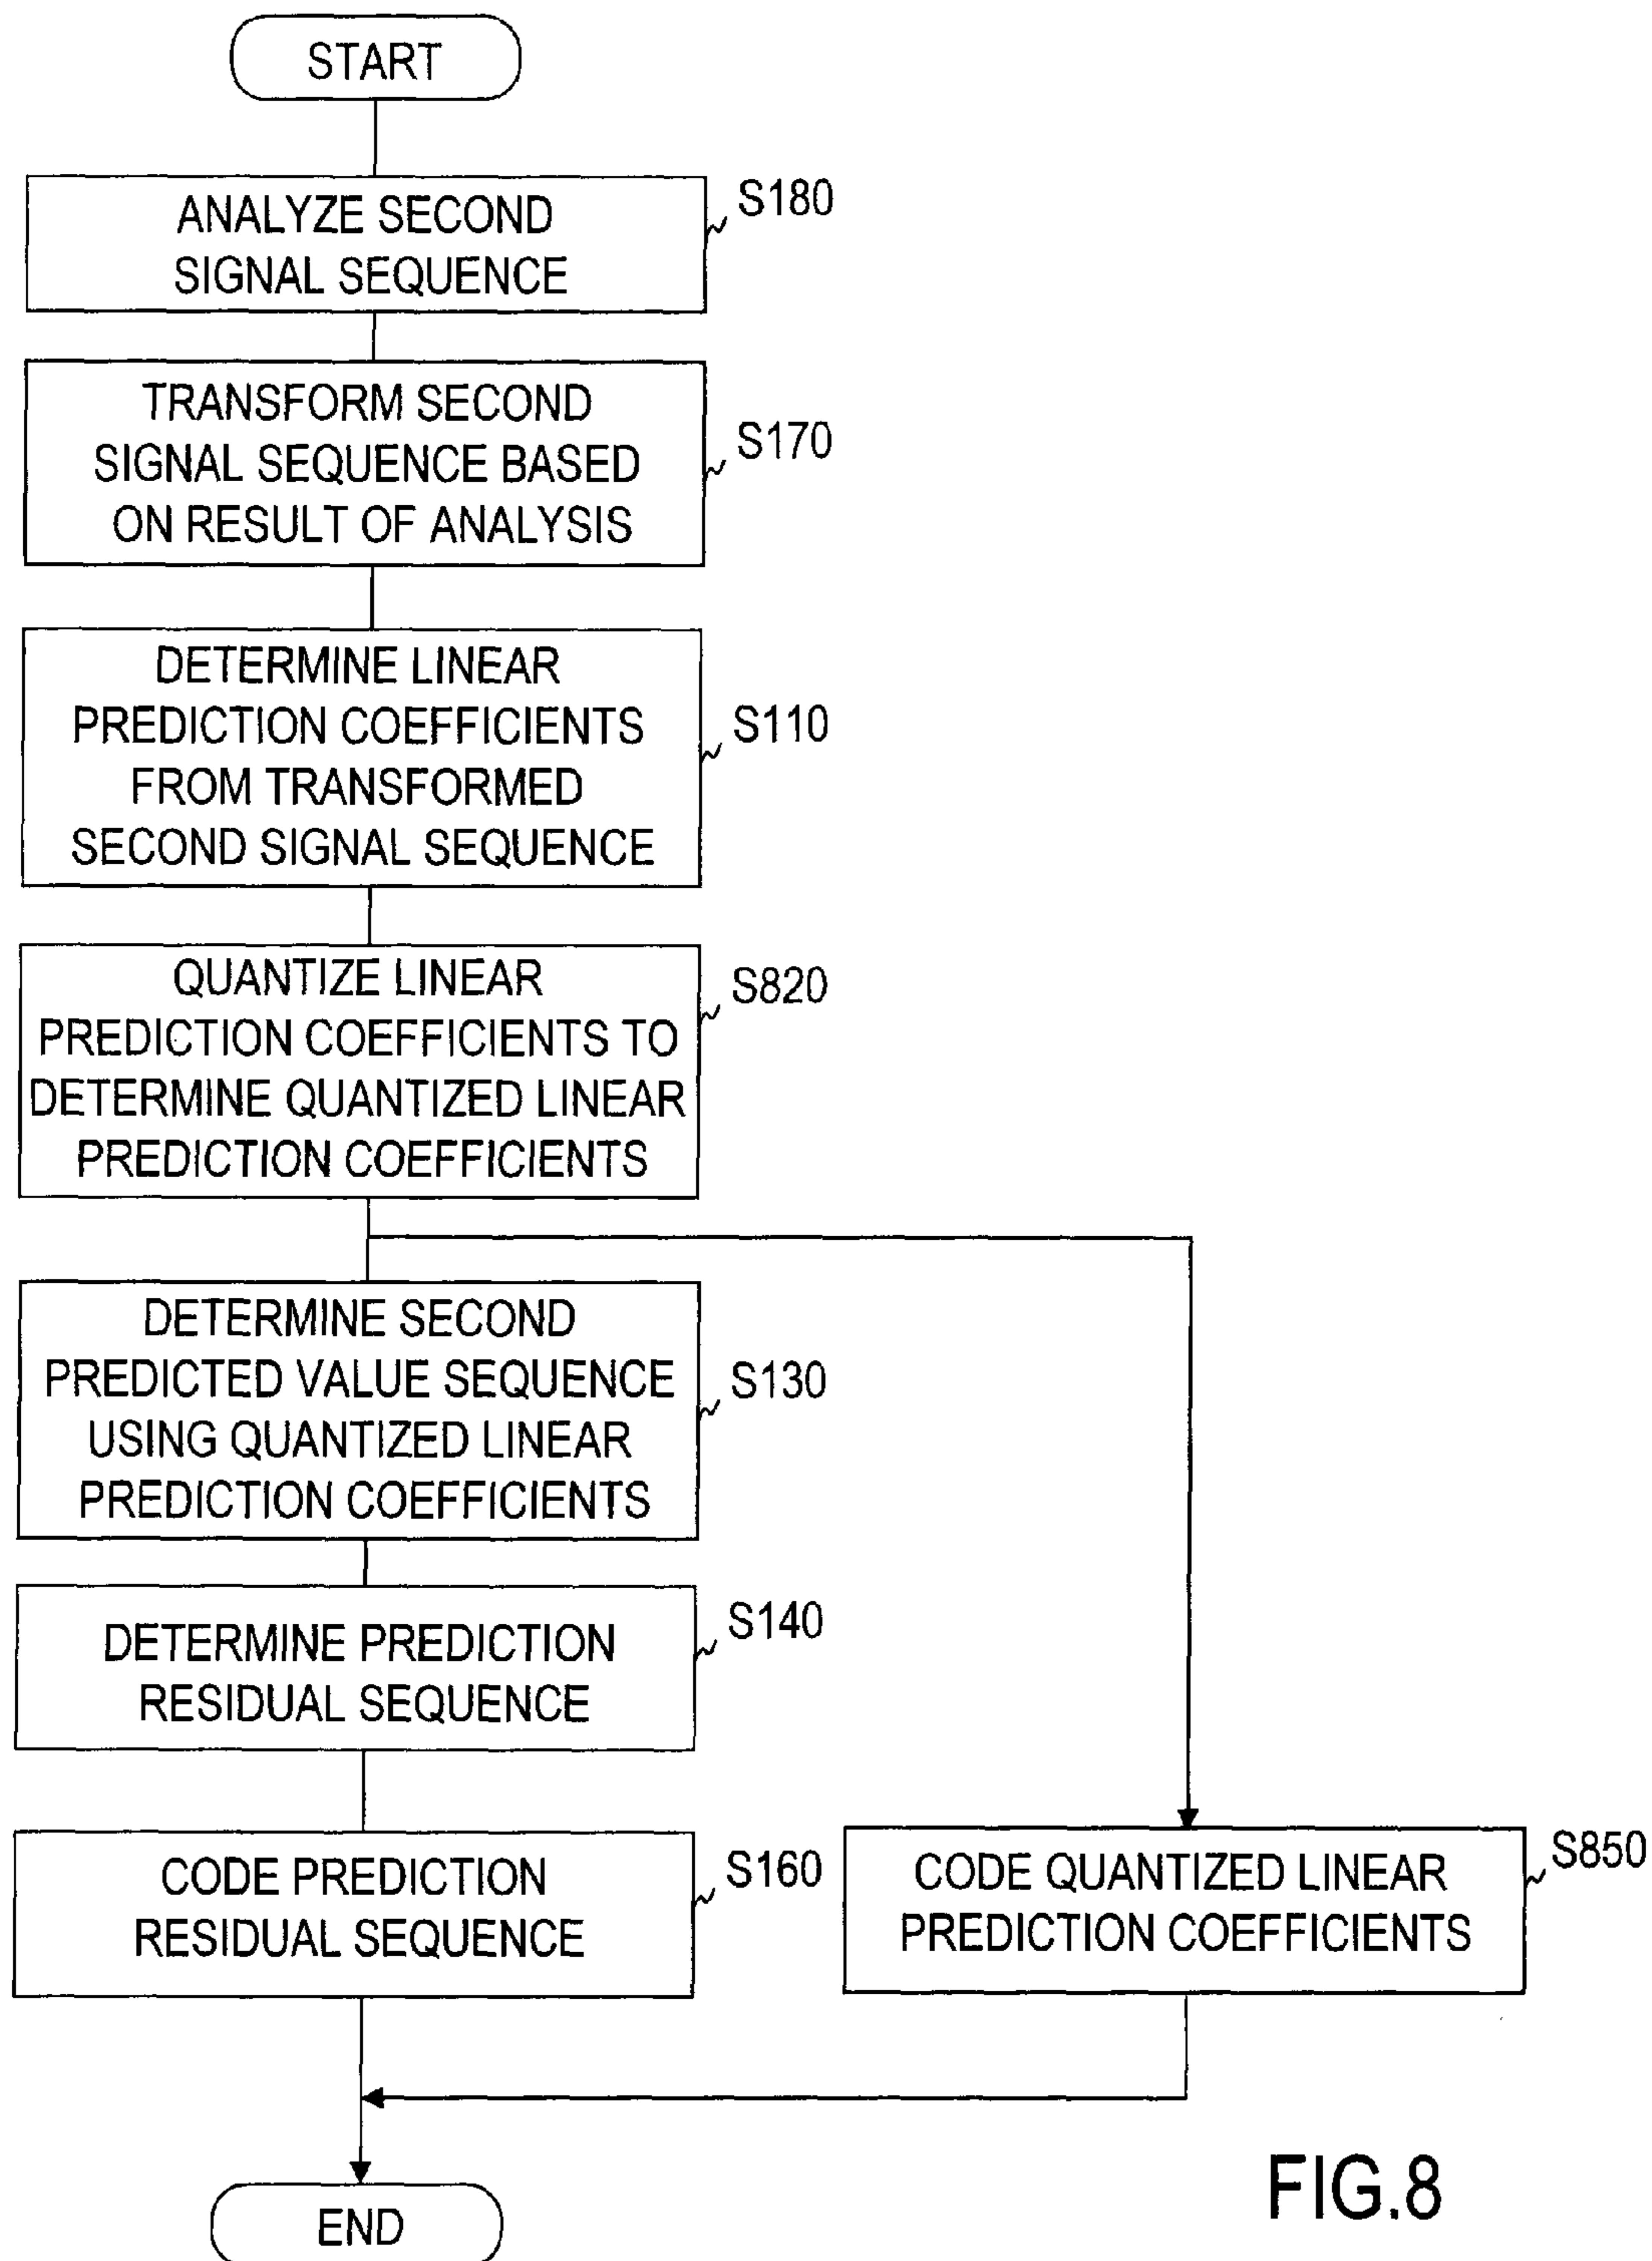 START
ANALYZE SECOND
SIGNAL SEQUENCE
S180
TRANSFORM SECOND
SIGNAL SEQUENCE BASED
ON RESULT OF ANALYSIS
S170
DETERMINE LINEAR
PREDICTION COEFFICIENTS
FROM TRANSFORMED
SECOND SIGNAL SEQUENCE
S110
QUANTIZE LINEAR
PREDICTION COEFFICIENTS TO
DETERMINE QUANTIZED LINEAR
PREDICTION COEFFICIENTS
S820
DETERMINE SECOND
PREDICTED VALUE SEQUENCE
USING QUANTIZED LINEAR
PREDICTION COEFFICIENTS
S130
DETERMINE PREDICTION
RESIDUAL SEQUENCE
S140
CODE PREDICTION
RESIDUAL SEQUENCE
S160
CODE QUANTIZED LINEAR
PREDICTION COEFFICIENTS
S850
END
FIG.8